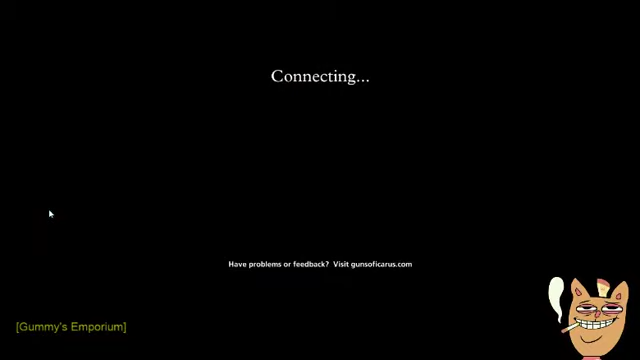 Connecting...
Have problems or feedback? Visit gunsoficarus.com
[Gummy's Emporium]